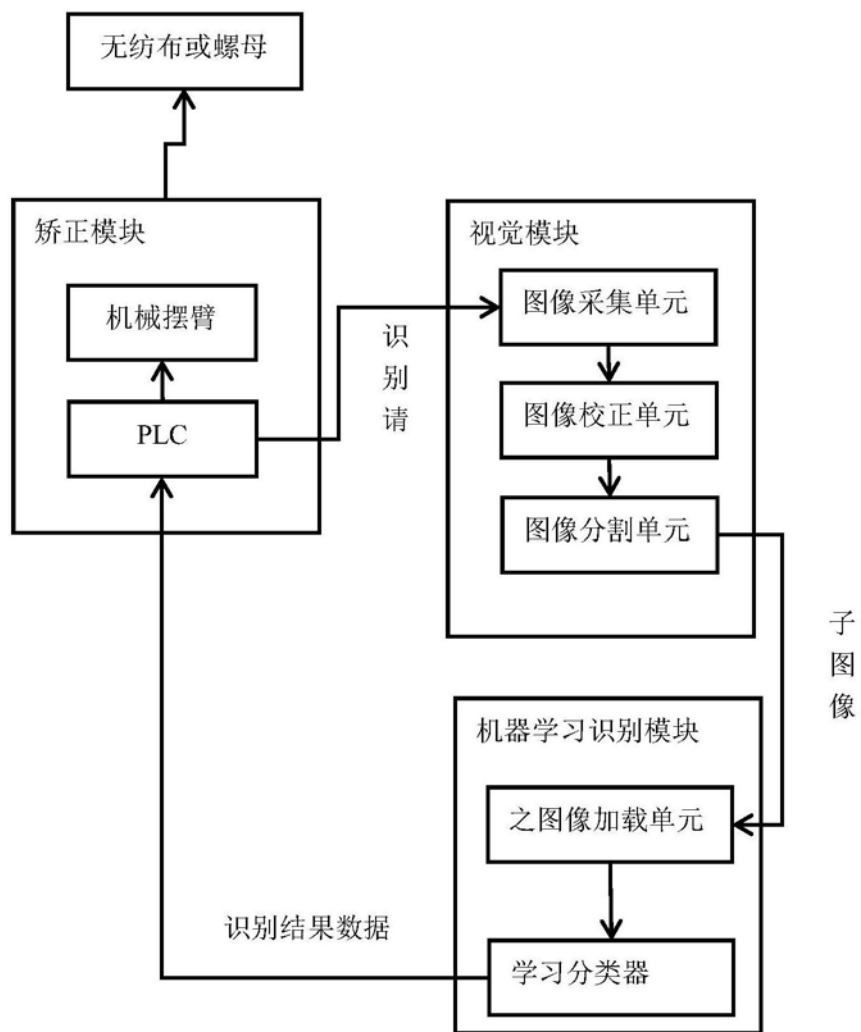 无纺布或螺母
矫正模块
机械摆臂
PLC
识别请
视觉模块
图像采集单元
图像校正单元
图像分割单元
子图像
机器学习识别模块
之图像加载单元
学习分类器
识别结果数据